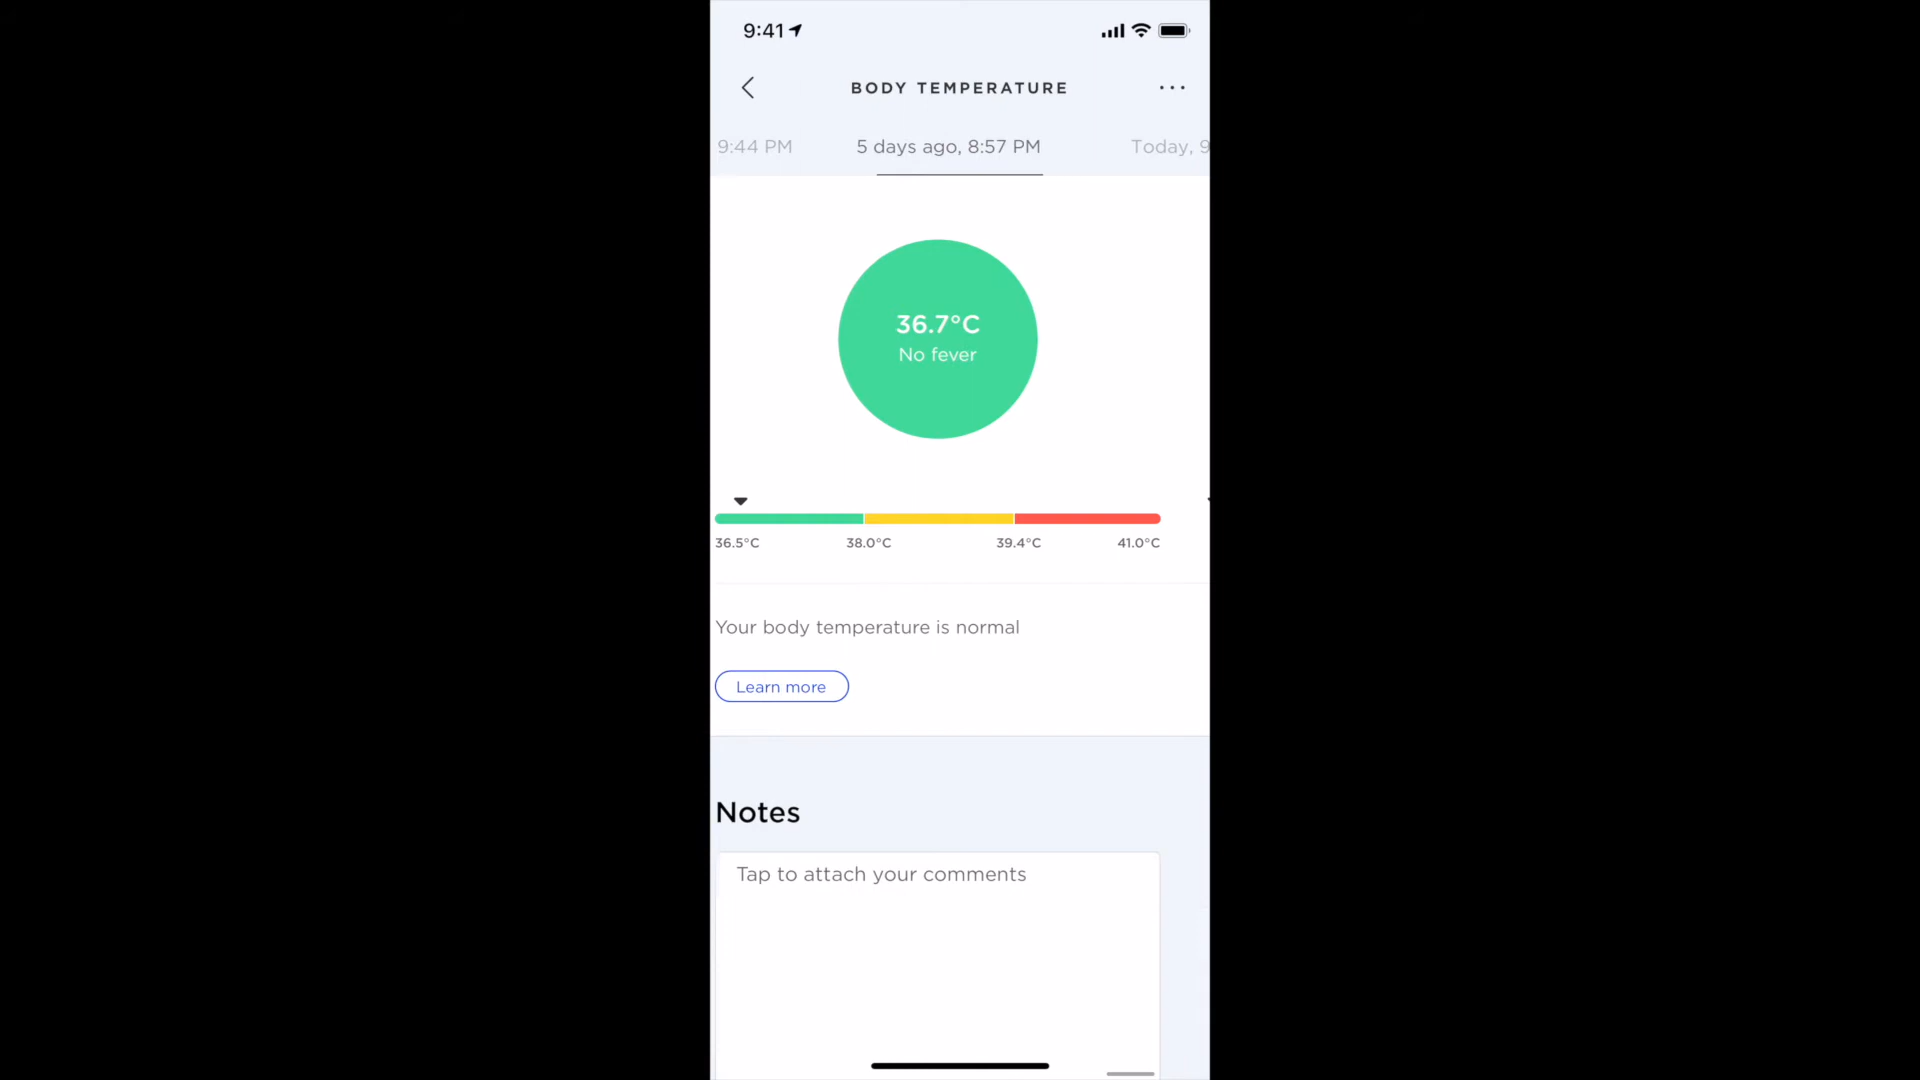 9:41
BODY TEMPERATURE
9:44 PM
5 days ago, 8:57 PM
Today, 9
36.7°C
No fever
36.5°C 38.0°C 39.4°C 41.0°C
Your body temperature is normal
Learn more
Notes
Tap to attach your comments